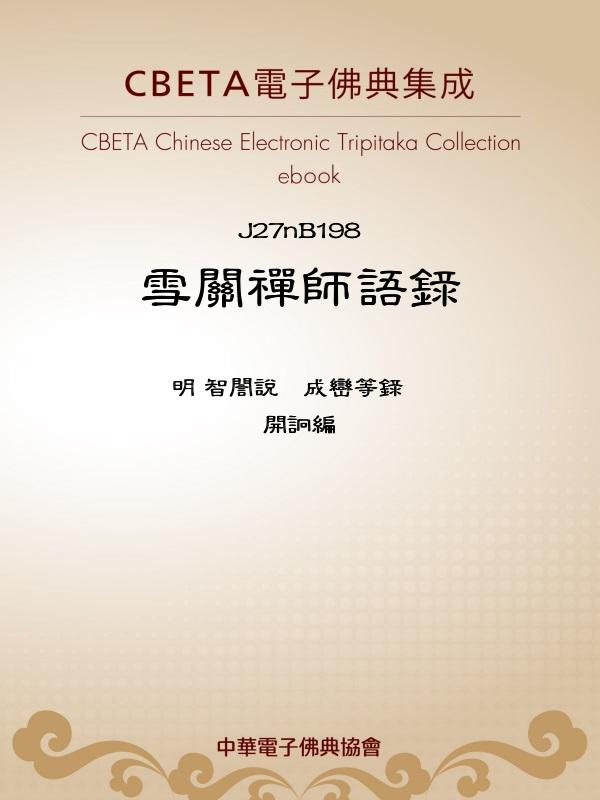 CBETA電子佛典集成
CBETA Chinese Electronic Tripitaka Collection
ebook
J27nB198
雪關禪師語錄
明 智誾說　成巒等錄
開詗編
中華電子佛典協會